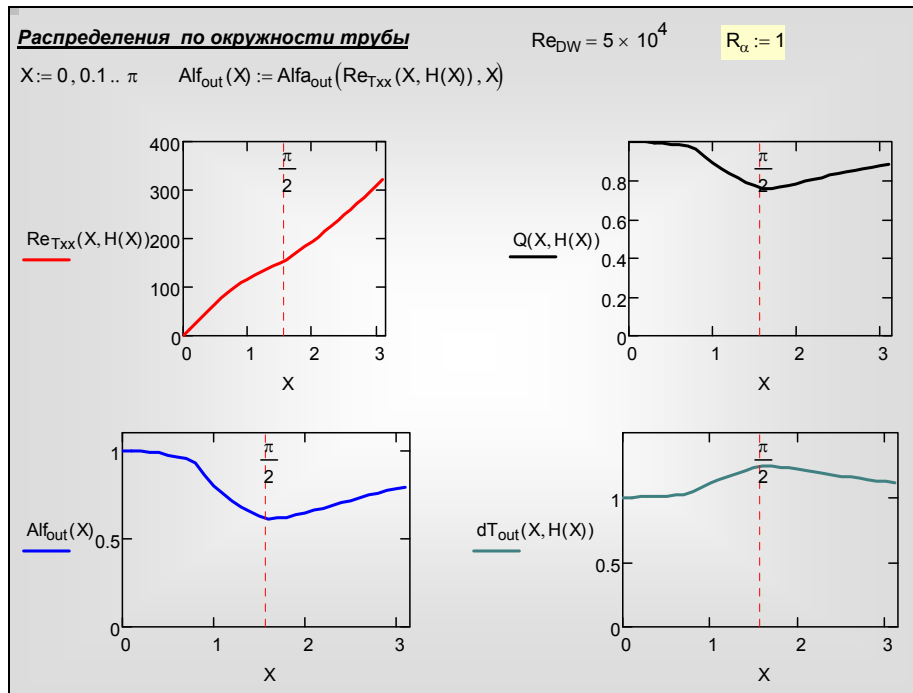 Распределения по окружности трубы
Re_DW = 5 × 10^4
R_α := 1
X := 0 , 0.1 .. π
Alf_out(X) := Alfa_out(Re_Txx(X, H(X)) , X)
400
300
200
100
0
Re_Txx(X, H(X))
π
2
0 1 2 3
X
0.8
0.6
0.4
0.2
0
Q(X, H(X))
π
2
0 1 2 3
X
1
0.5
0
Alf_out(X)
π
2
0 1 2 3
X
1
0.5
0
dT_out(X, H(X))
π
2
0 1 2 3
X